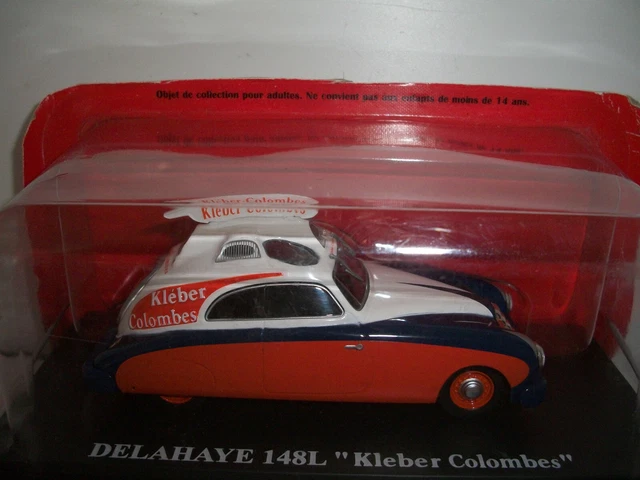 Objet de collection pour adultes. Ne convient pas aux enfants de moins de 14 ans.
Kleber Colombes
Kléber
Colombes
DELAHAYE 148L "Kleber Colombes"